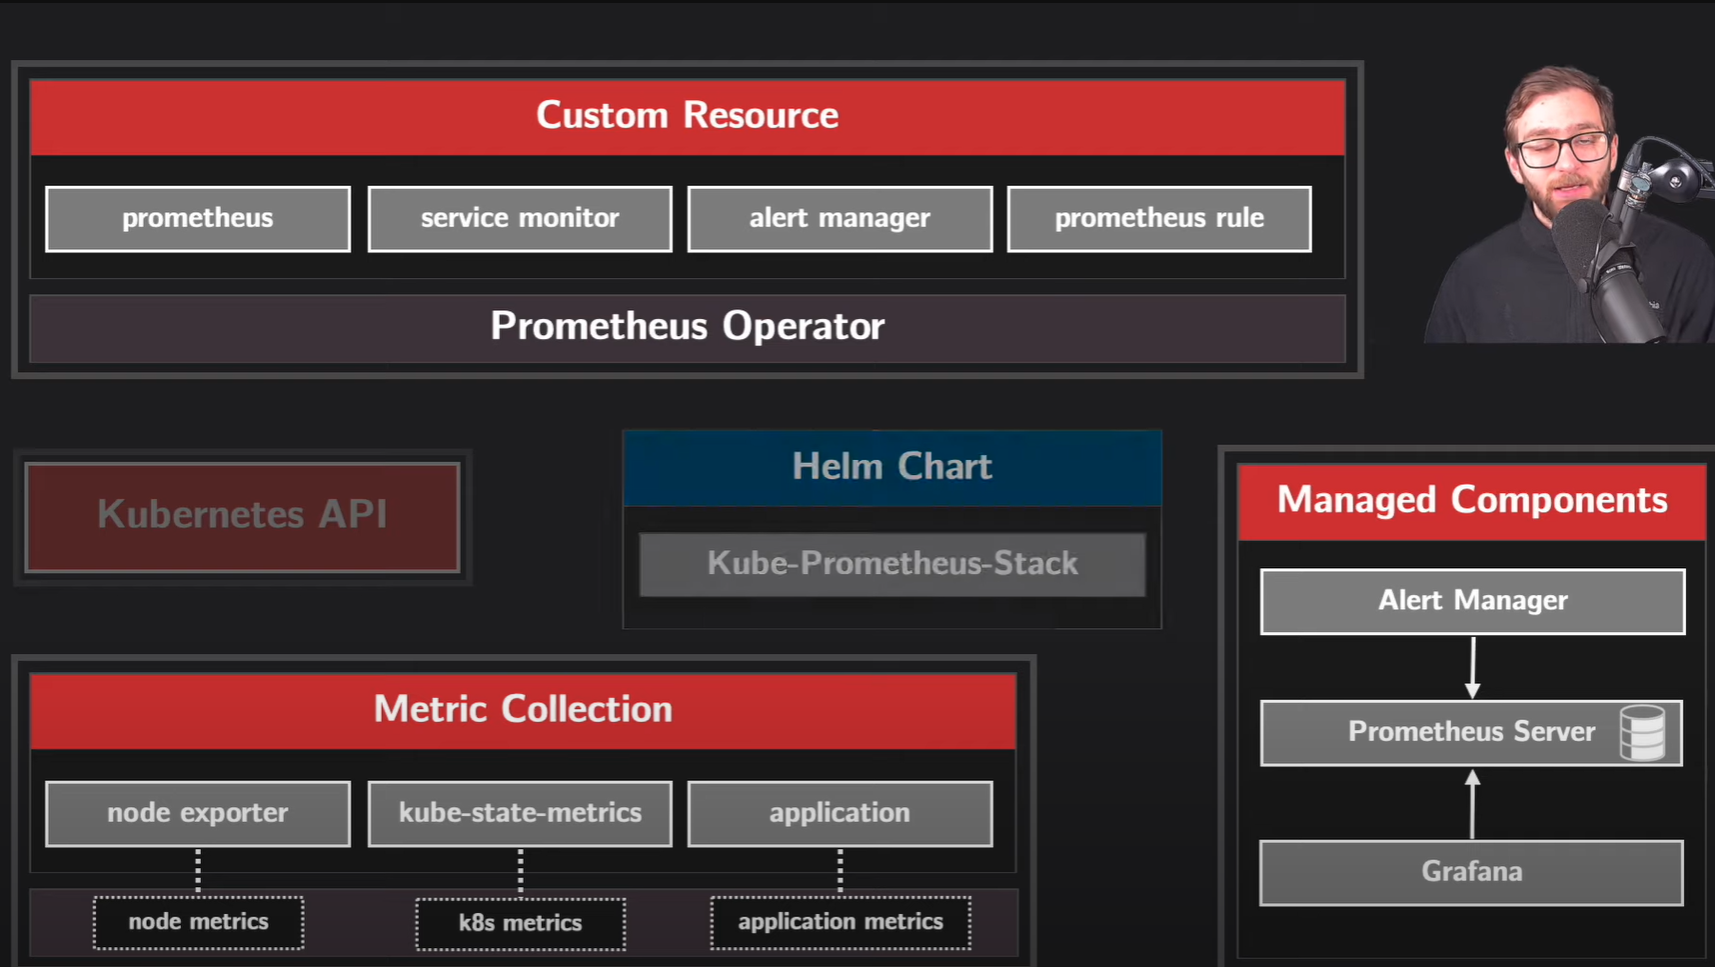 Custom Resource
prometheus
service monitor
alert manager
prometheus rule
Prometheus Operator
Kubernetes API
Helm Chart
Kube-Prometheus-Stack
Managed Components
Alert Manager
Prometheus Server
Grafana
Metric Collection
node exporter
kube-state-metrics
application
node metrics
k8s metrics
application metrics